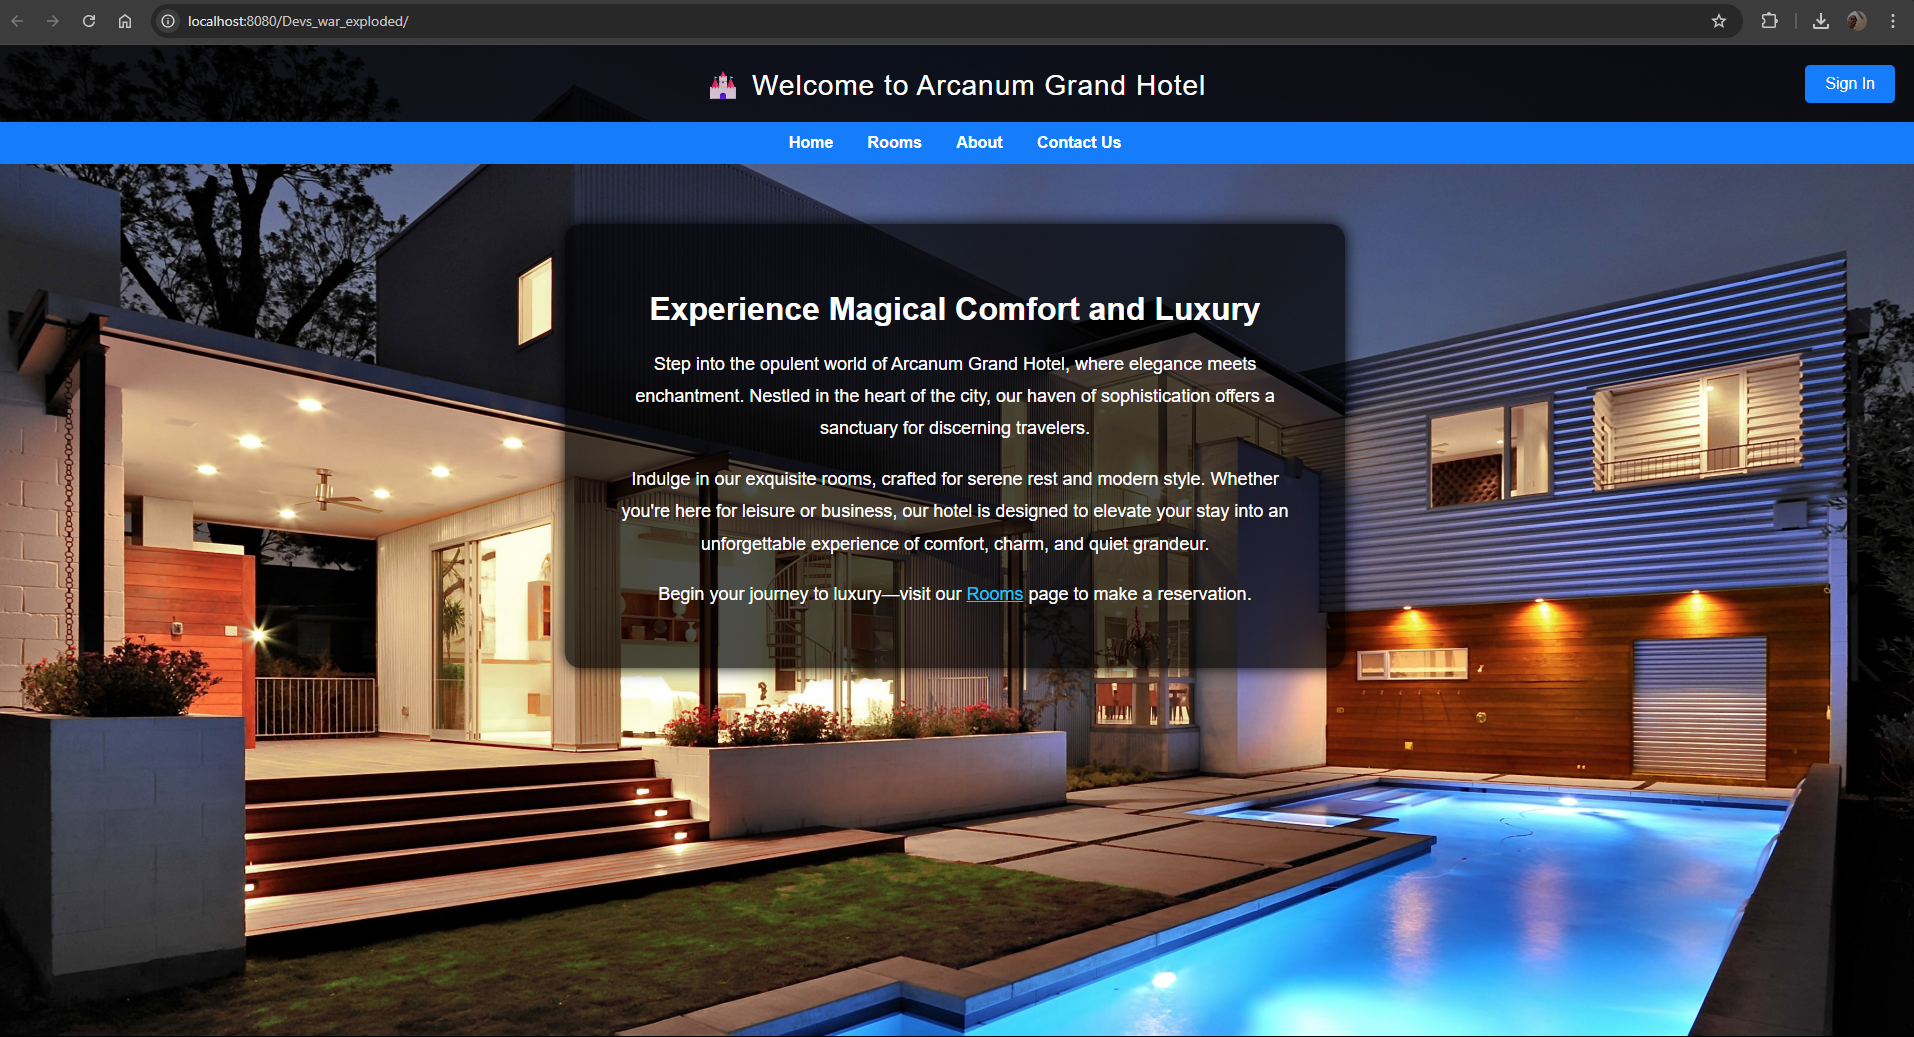 localhost:8080/Devs_war_exploded/
Welcome to Arcanum Grand Hotel
Sign In
Home Rooms About Contact Us
Experience Magical Comfort and Luxury
Step into the opulent world of Arcanum Grand Hotel, where elegance meets
enchantment. Nestled in the heart of the city, our haven of sophistication offers a
sanctuary for discerning travelers.
Indulge in our exquisite rooms, crafted for serene rest and modern style. Whether
you're here for leisure or business, our hotel is designed to elevate your stay into an
unforgettable experience of comfort, charm, and quiet grandeur.
Begin your journey to luxury—visit our Rooms page to make a reservation.